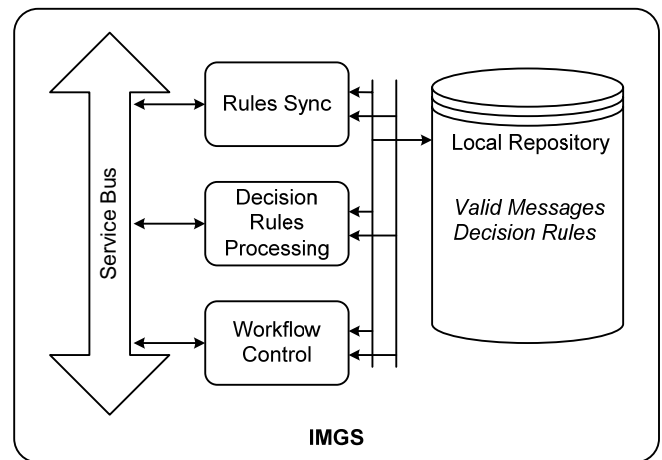 Service Bus
Rules Sync
Decision
Rules
Processing
Workflow
Control
Local Repository
Valid Messages
Decision Rules
IMGS